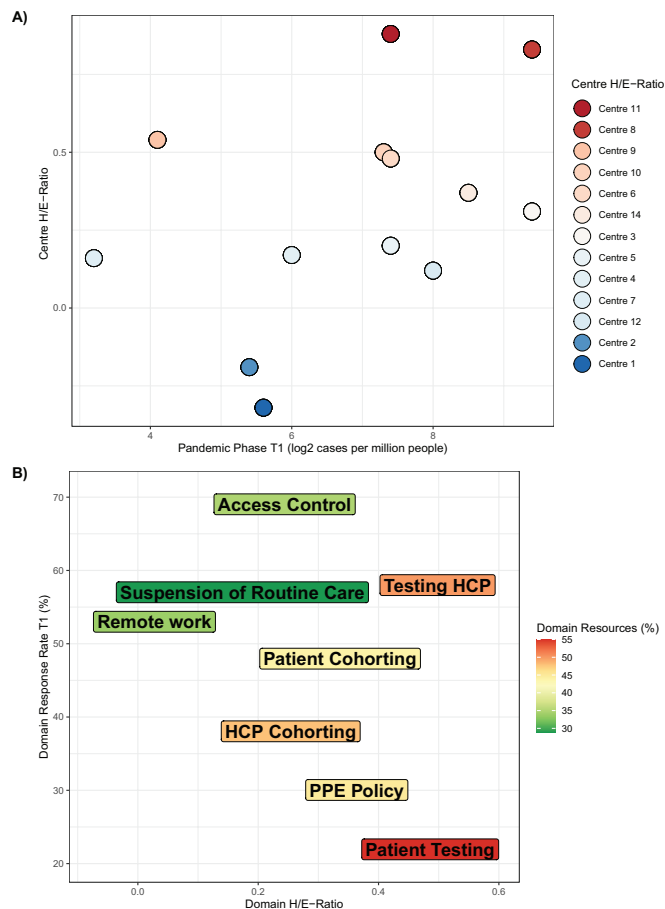 A)
0.5
0.0
Centre H/E−Ratio
4
6
8
Pandemic Phase T1 (log2 cases per million people)
Centre H/E−Ratio
Centre 11
Centre 8
Centre 9
Centre 10
Centre 6
Centre 14
Centre 3
Centre 5
Centre 4
Centre 7
Centre 12
Centre 2
Centre 1
B)
70
60
50
40
30
20
Domain Response Rate T1 (%)
Access Control
Testing HCP
Suspension of Routine Care
Remote work
Patient Cohorting
HCP Cohorting
PPE Policy
Patient Testing
0.0
0.2
0.4
0.6
Domain H/E−Ratio
Domain Resources (%)
55
50
45
40
35
30